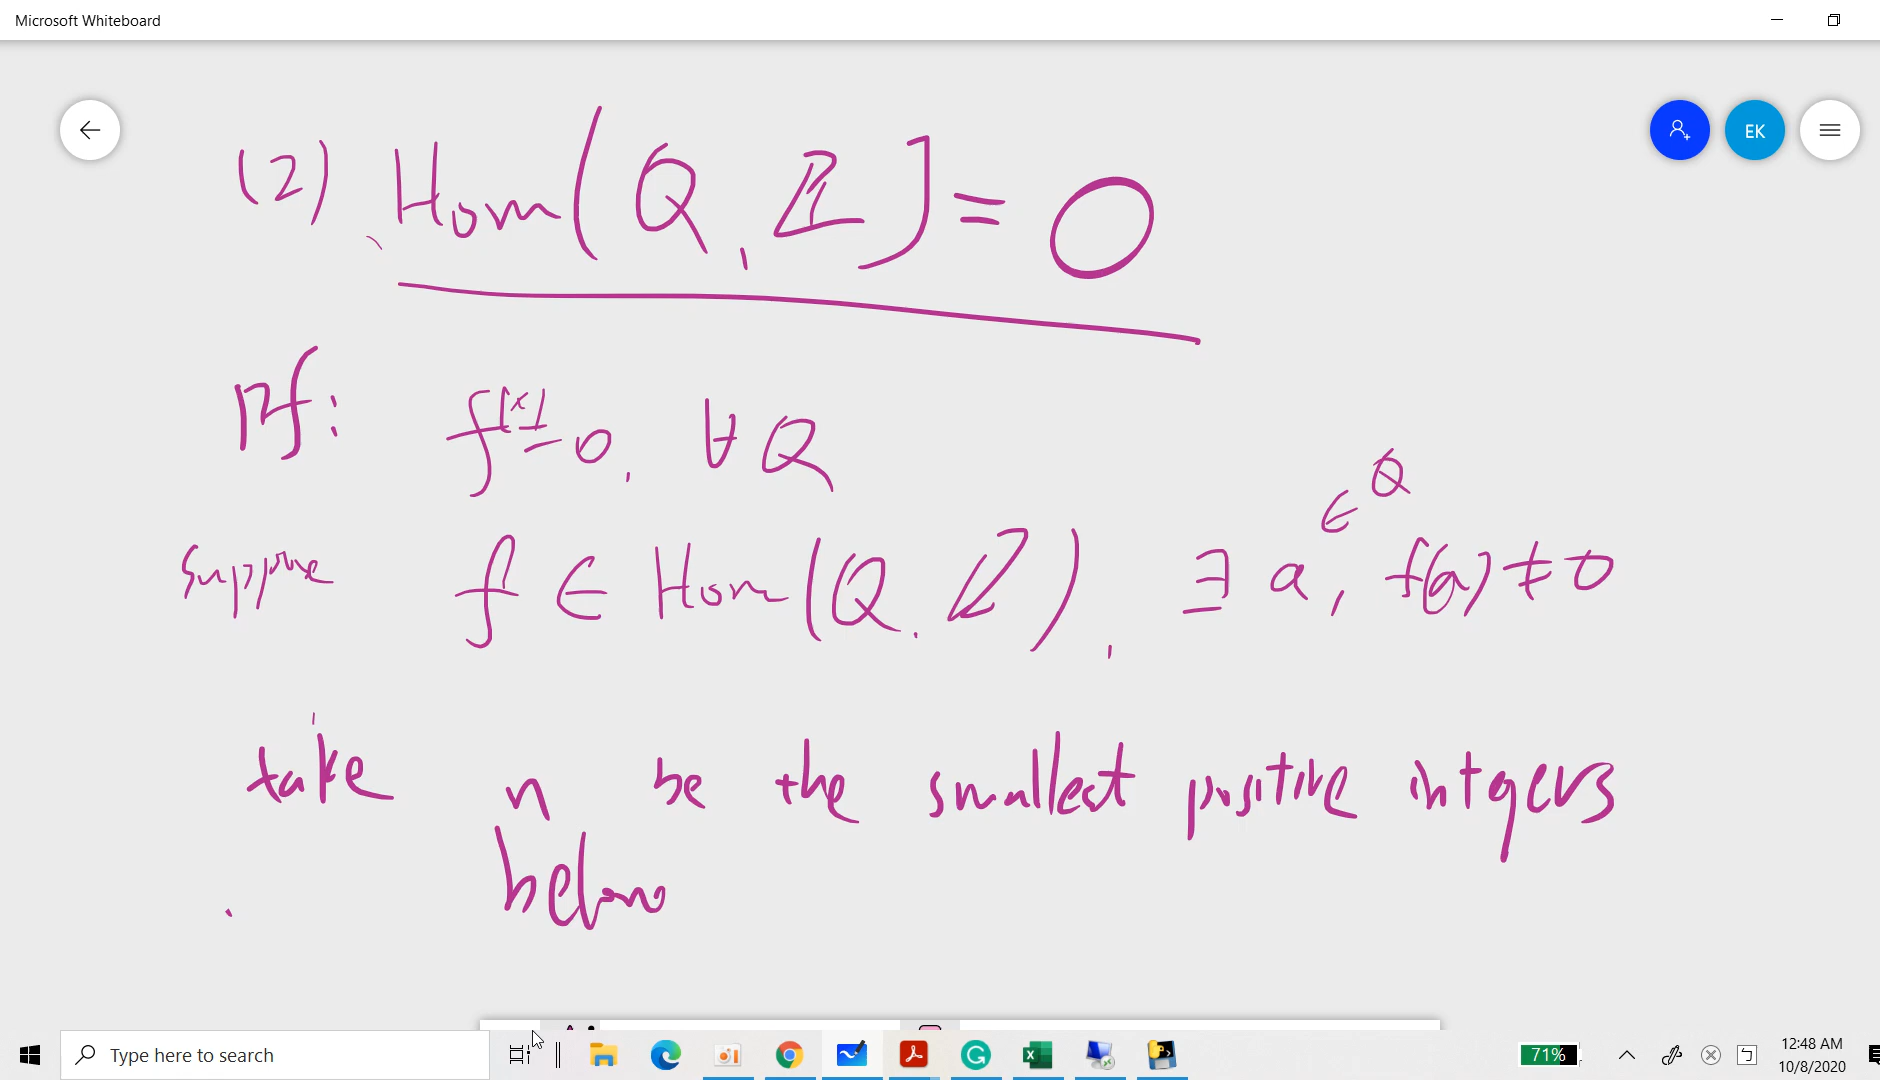 Microsoft Whiteboard
EK
(2) Hom(Q, ℤ) = 0
Pf: f(x) = 0, ∀ Q
∈ Q
Suppose f ∈ Hom(Q, ℤ), ∃ a, f(a) ≠ 0
take n be the smallest positive integers
Type here to search
71%
12:48 AM
10/8/2020